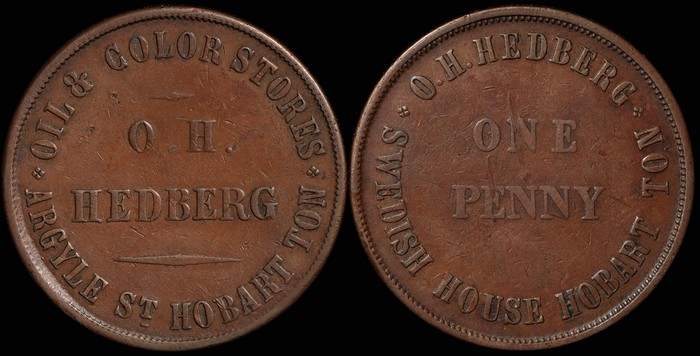 OIL & COLOR STORES
O. H.
HEDBERG
ARGYLE ST HOBART TON
O. H. HEDBERG
ONE
PENNY
SWEDISH HOUSE HOBART TON